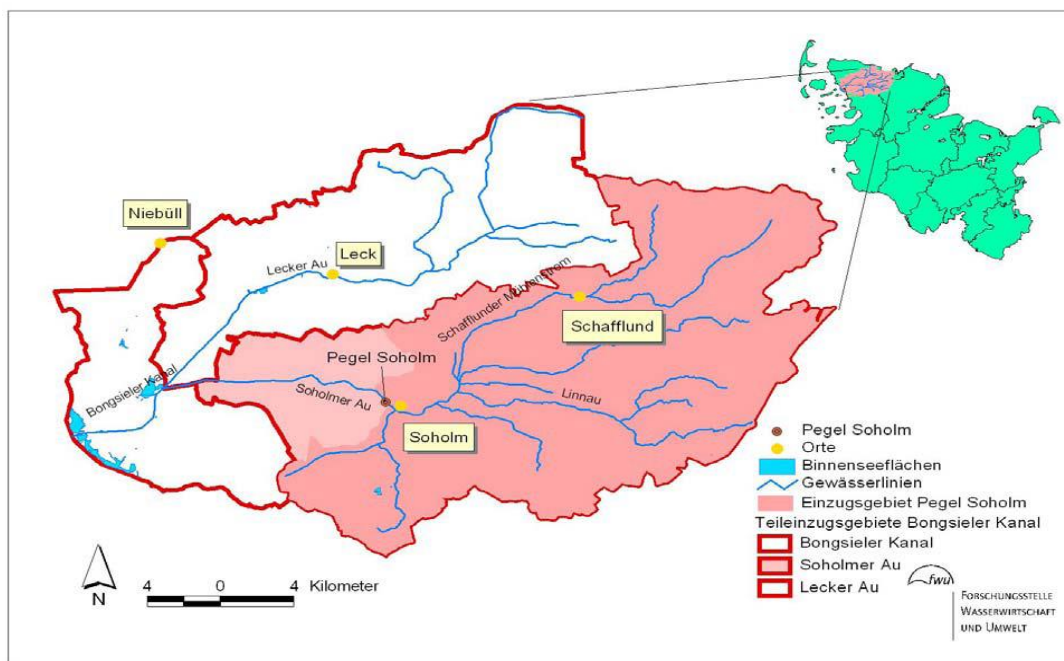 Niebüll
Leck
Lecker Au
Schafflunder Mühlenstrom
Schafflund
Pegel Soholm
Bongsieler Kanal
Soholmer Au
Linnau
Soholm
Pegel Soholm
Orte
Binnenseeflächen
Gewässerlinien
Einzugsgebiet Pegel Soholm
Teileinzugsgebiete Bongsieler Kanal
Bongsieler Kanal
Soholmer Au
Lecker Au
N
4 0 4 Kilometer
fwu
FORSCHUNGSSTELLE
WASSERWIRTSCHAFT
UND UMWELT